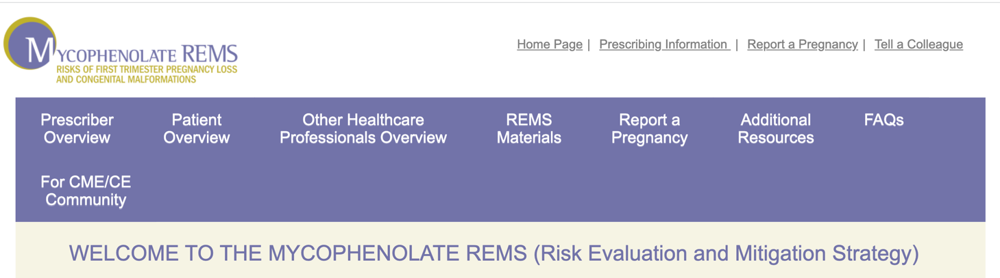 MYCOPHENOLATE REMS
RISKS OF FIRST TRIMESTER PREGNANCY LOSS
AND CONGENITAL MALFORMATIONS
Home Page | Prescribing Information | Report a Pregnancy | Tell a Colleague
Prescriber
Overview
Patient
Overview
Other Healthcare
Professionals Overview
REMS
Materials
Report a
Pregnancy
Additional
Resources
FAQs
For CME/CE
Community
WELCOME TO THE MYCOPHENOLATE REMS (Risk Evaluation and Mitigation Strategy)